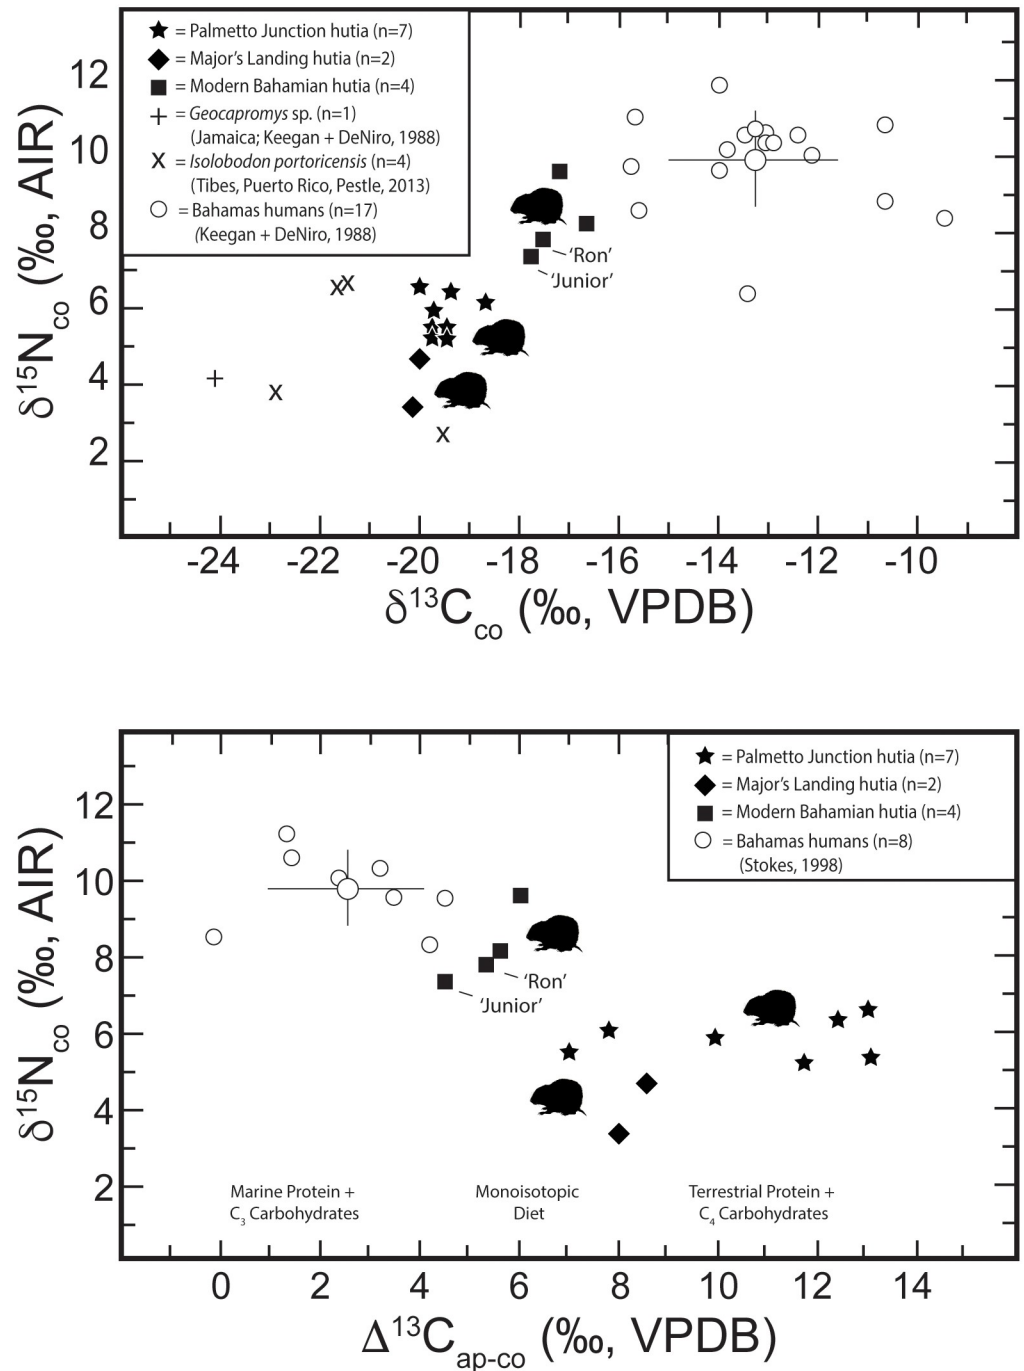 ★ = Palmetto Junction hutia (n=7)
◆ = Major's Landing hutia (n=2)
■ = Modern Bahamian hutia (n=4)
+ = Geocapromys sp. (n=1)
(Jamaica; Keegan + DeNiro, 1988)
x = Isolobodon portoricensis (n=4)
(Tibes, Puerto Rico, Pestle, 2013)
○ = Bahamas humans (n=17)
(Keegan + DeNiro, 1988)
12
10
8
6
4
2
δ¹⁵N_co (‰, AIR)
'Ron'
'Junior'
-24 -22 -20 -18 -16 -14 -12 -10
δ¹³C_co (‰, VPDB)
★ = Palmetto Junction hutia (n=7)
◆ = Major's Landing hutia (n=2)
■ = Modern Bahamian hutia (n=4)
○ = Bahamas humans (n=8)
(Stokes, 1998)
12
10
8
6
4
2
δ¹⁵N_co (‰, AIR)
'Ron'
'Junior'
Marine Protein +
C₃ Carbohydrates
Monoisotopic
Diet
Terrestrial Protein +
C₄ Carbohydrates
0 2 4 6 8 10 12 14
Δ¹³C_ap-co (‰, VPDB)